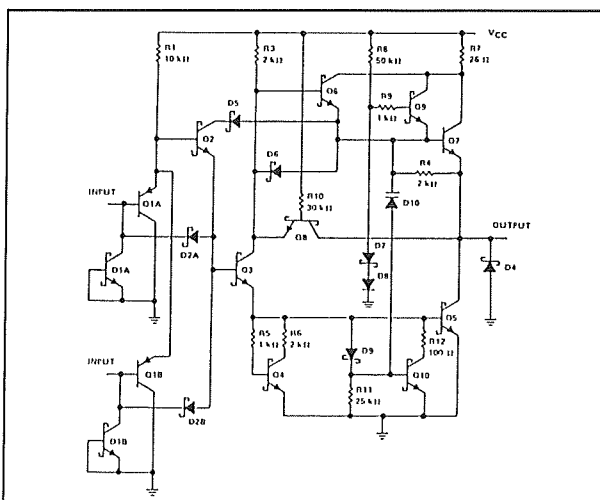 VCC
R1
10 kΩ
R3
2 kΩ
R8
50 kΩ
R7
26 Ω
Q6
R9
1 kΩ
Q9
D5
Q2
Q7
D6
R4
2 kΩ
R10
30 kΩ
D10
INPUT
Q1A
Q8
OUTPUT
D2A
D1A
Q3
D7
D8
D4
R5
1 kΩ
R6
2 kΩ
D9
Q5
R12
100 Ω
INPUT
Q1B
Q4
R11
25 kΩ
Q10
D2B
D1B